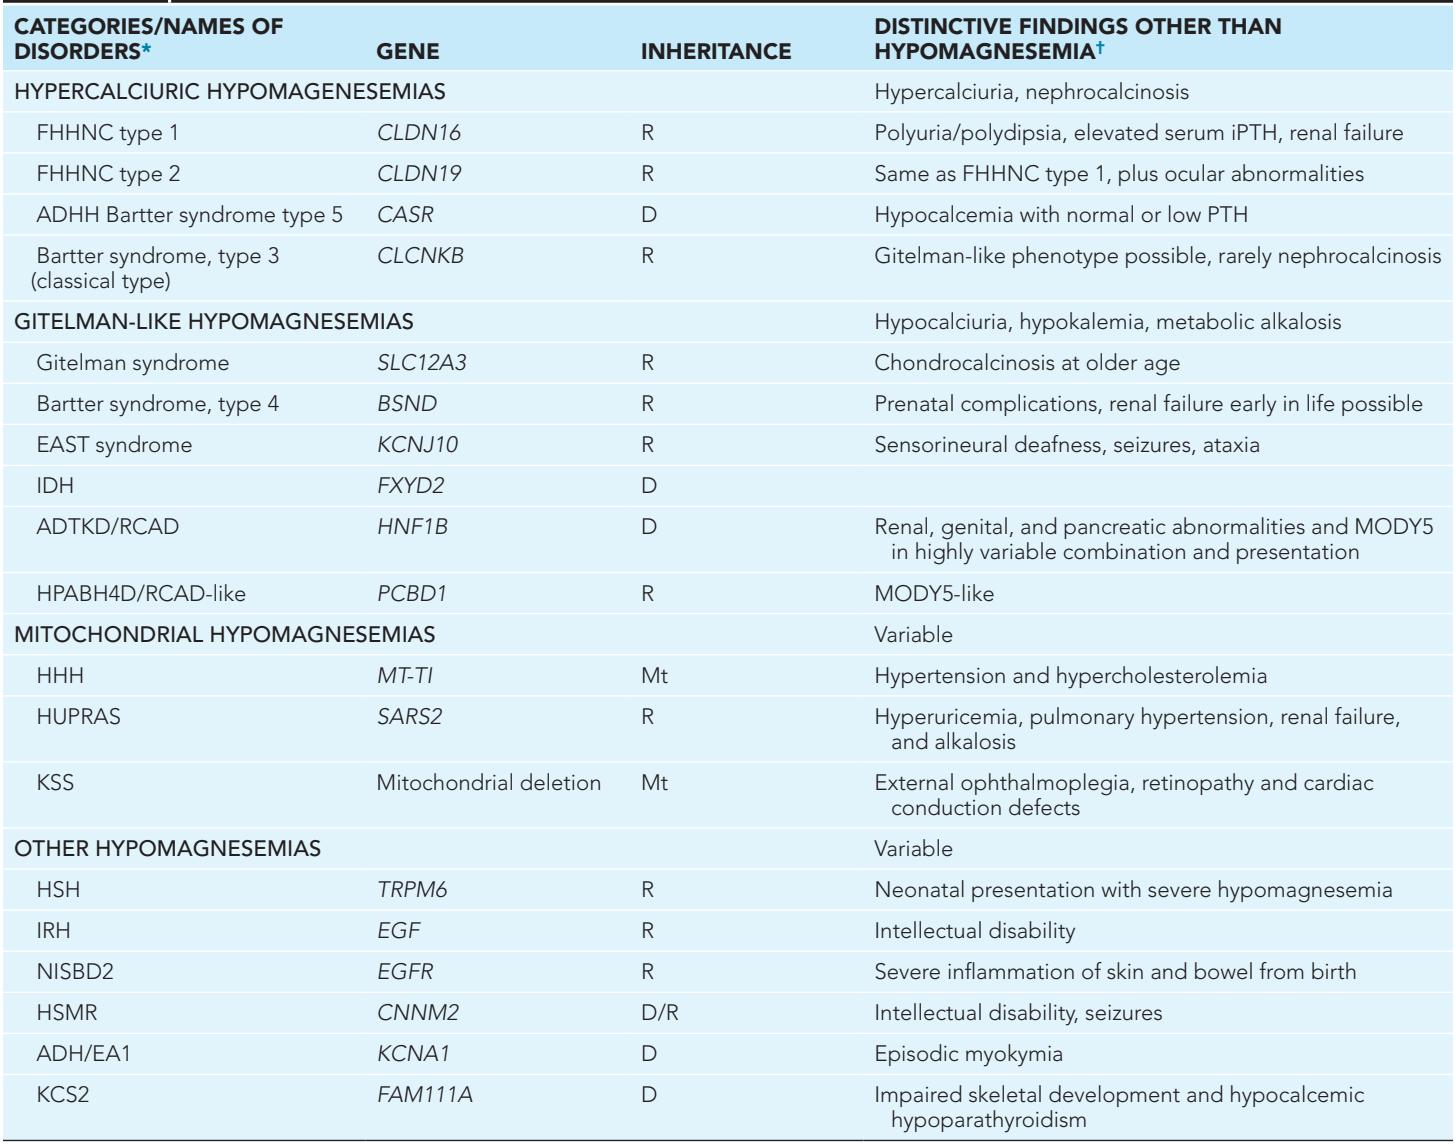 CATEGORIES/NAMES OF DISORDERS* GENE INHERITANCE DISTINCTIVE FINDINGS OTHER THAN HYPOMAGNESEMIA†
HYPERCALCIURIC HYPOMAGENESEMIAS Hypercalciuria, nephrocalcinosis
FHHNC type 1 CLDN16 R Polyuria/polydipsia, elevated serum iPTH, renal failure
FHHNC type 2 CLDN19 R Same as FHHNC type 1, plus ocular abnormalities
ADHH Bartter syndrome type 5 CASR D Hypocalcemia with normal or low PTH
Bartter syndrome, type 3 CLCNKB R Gitelman-like phenotype possible, rarely nephrocalcinosis
(classical type)
GITELMAN-LIKE HYPOMAGNESEMIAS Hypocalciuria, hypokalemia, metabolic alkalosis
Gitelman syndrome SLC12A3 R Chondrocalcinosis at older age
Bartter syndrome, type 4 BSND R Prenatal complications, renal failure early in life possible
EAST syndrome KCNJ10 R Sensorineural deafness, seizures, ataxia
IDH FXYD2 D
ADTKD/RCAD HNF1B D Renal, genital, and pancreatic abnormalities and MODY5
in highly variable combination and presentation
HPABH4D/RCAD-like PCBD1 R MODY5-like
MITOCHONDRIAL HYPOMAGNESEMIAS Variable
HHH MT-TI Mt Hypertension and hypercholesterolemia
HUPRAS SARS2 R Hyperuricemia, pulmonary hypertension, renal failure,
and alkalosis
KSS Mitochondrial deletion Mt External ophthalmoplegia, retinopathy and cardiac
conduction defects
OTHER HYPOMAGNESEMIAS Variable
HSH TRPM6 R Neonatal presentation with severe hypomagnesemia
IRH EGF R Intellectual disability
NISBD2 EGFR R Severe inflammation of skin and bowel from birth
HSMR CNNM2 D/R Intellectual disability, seizures
ADH/EA1 KCNA1 D Episodic myokymia
KCS2 FAM111A D Impaired skeletal development and hypocalcemic
hypoparathyroidism